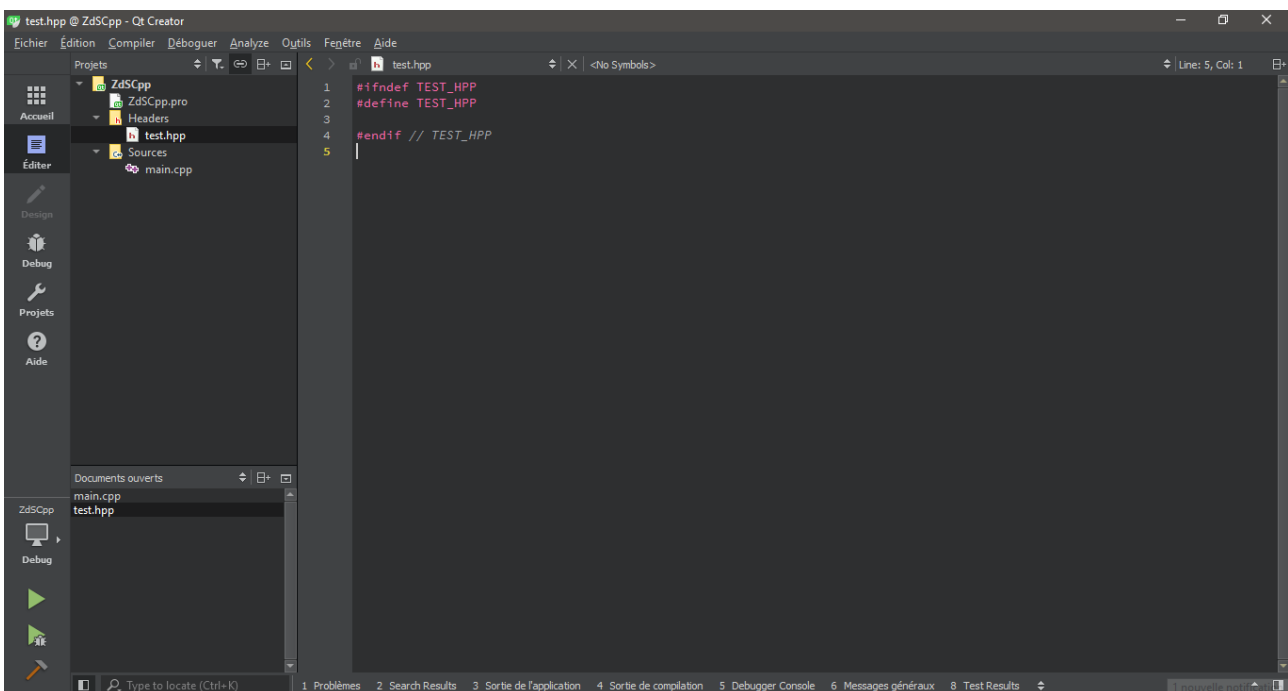 test.hpp @ ZdSCpp - Qt Creator
Fichier Édition Compiler Déboguer Analyze Outils Fenêtre Aide
Projets
test.hpp
<No Symbols>
Line: 5, Col: 1
Accueil
Éditer
Design
Debug
Projets
Aide
ZdSCpp
ZdSCpp.pro
Headers
test.hpp
Sources
main.cpp
1 #ifndef TEST_HPP
2 #define TEST_HPP
3
4 #endif // TEST_HPP
5
Documents ouverts
main.cpp
test.hpp
ZdSCpp
Debug
Type to locate (Ctrl+K)
1 Problèmes 2 Search Results 3 Sortie de l'application 4 Sortie de compilation 5 Debugger Console 6 Messages généraux 8 Test Results
1 nouvelle